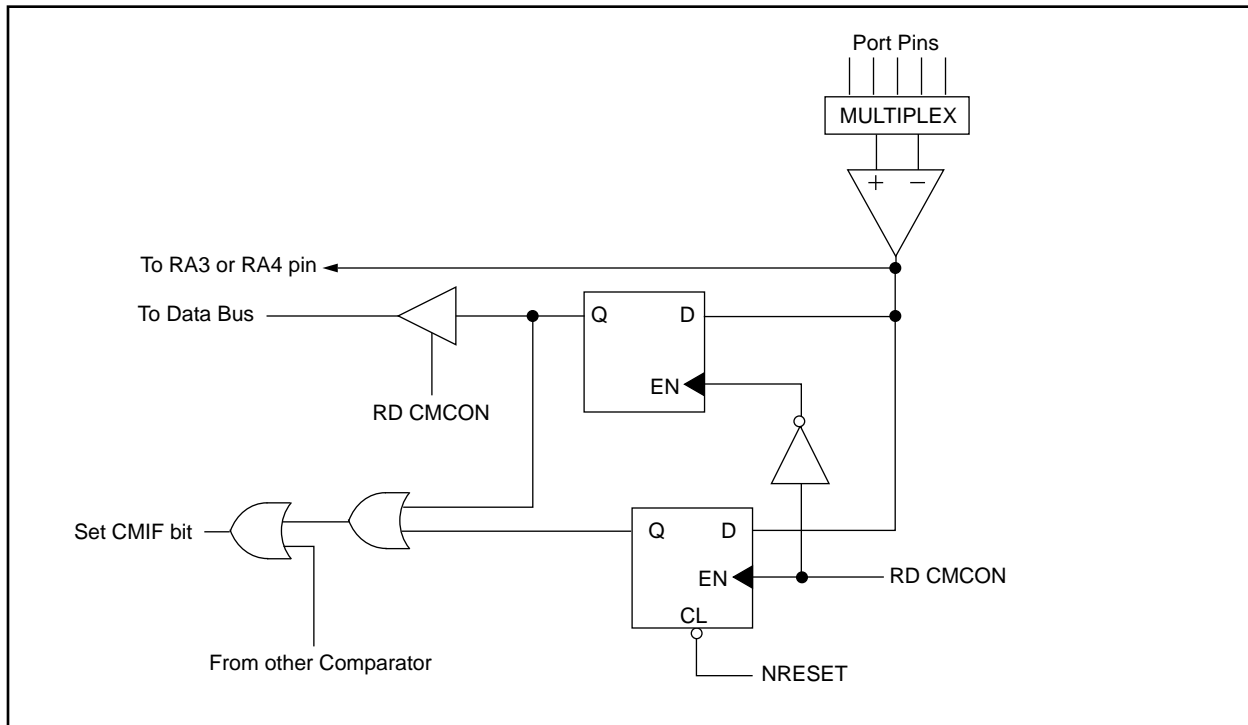 Port Pins
MULTIPLEX
+ −
To RA3 or RA4 pin
To Data Bus
Q D
EN
RD CMCON
Set CMIF bit
Q D
EN
RD CMCON
CL
From other Comparator
NRESET